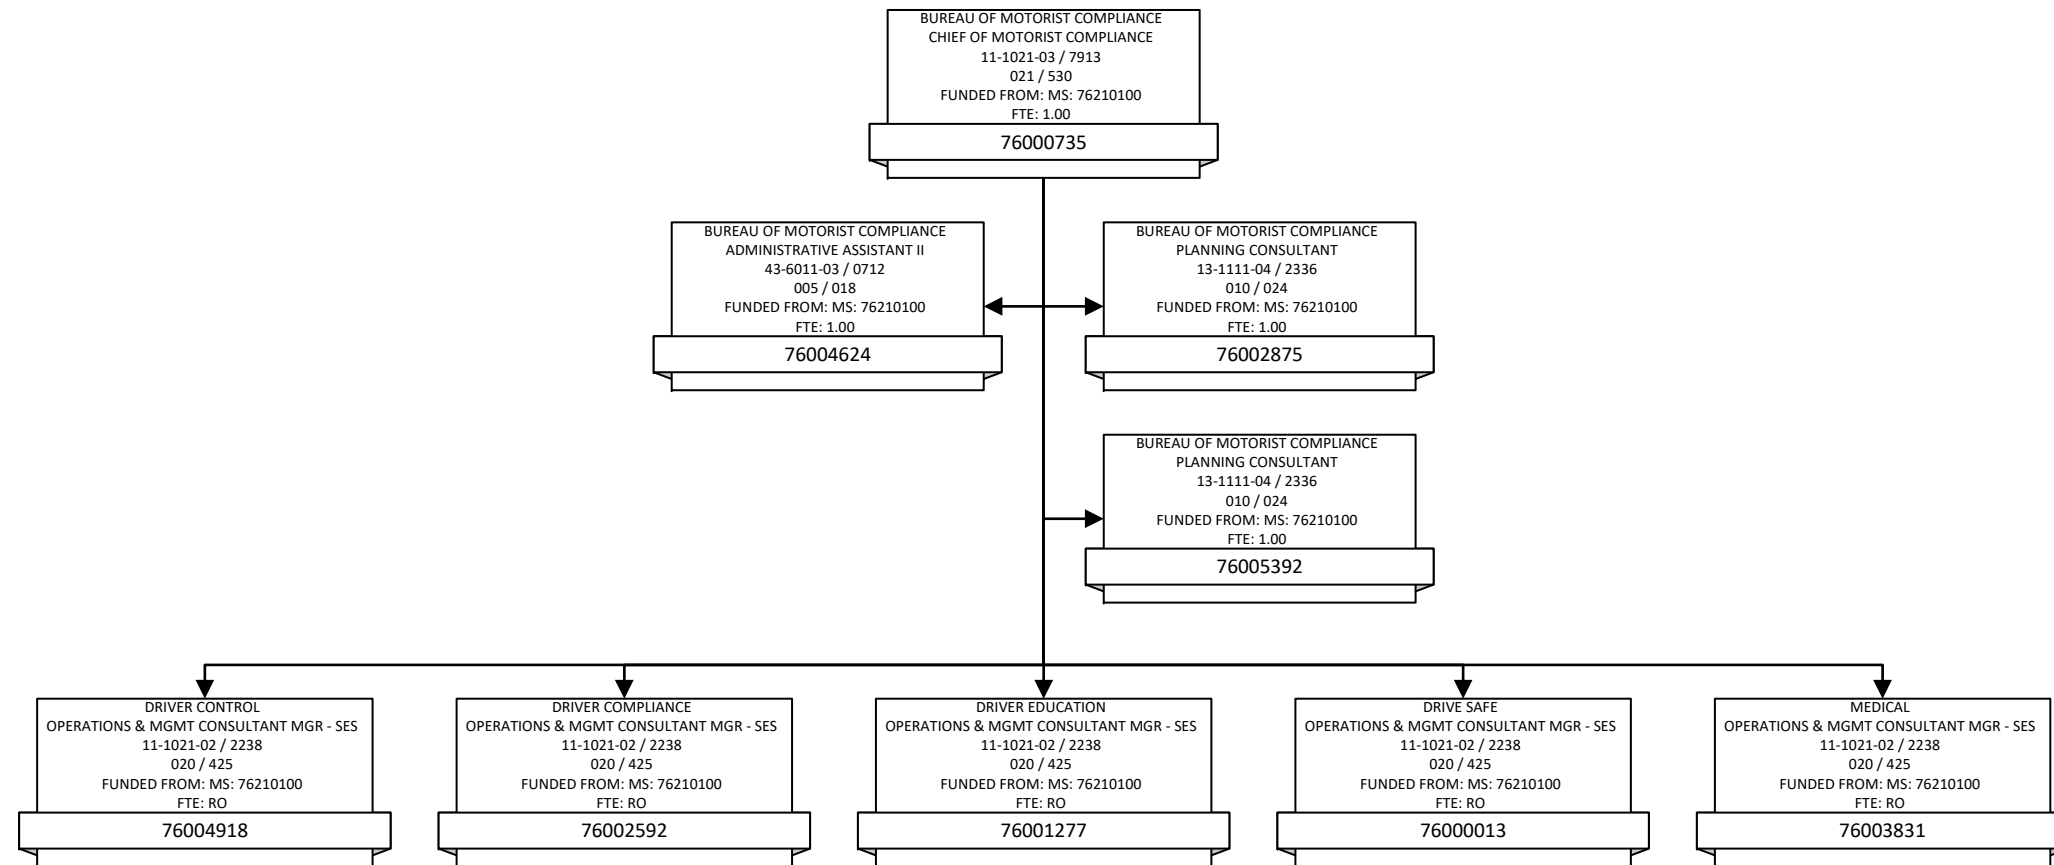 BUREAU OF MOTORIST COMPLIANCE
CHIEF OF MOTORIST COMPLIANCE
11-1021-03 / 7913
021 / 530
FUNDED FROM: MS: 76210100
FTE: 1.00
76000735
BUREAU OF MOTORIST COMPLIANCE
ADMINISTRATIVE ASSISTANT II
43-6011-03 / 0712
005 / 018
FUNDED FROM: MS: 76210100
FTE: 1.00
76004624
BUREAU OF MOTORIST COMPLIANCE
PLANNING CONSULTANT
13-1111-04 / 2336
010 / 024
FUNDED FROM: MS: 76210100
FTE: 1.00
76002875
BUREAU OF MOTORIST COMPLIANCE
PLANNING CONSULTANT
13-1111-04 / 2336
010 / 024
FUNDED FROM: MS: 76210100
FTE: 1.00
76005392
DRIVER CONTROL
OPERATIONS & MGMT CONSULTANT MGR - SES
11-1021-02 / 2238
020 / 425
FUNDED FROM: MS: 76210100
FTE: RO
76004918
DRIVER COMPLIANCE
OPERATIONS & MGMT CONSULTANT MGR - SES
11-1021-02 / 2238
020 / 425
FUNDED FROM: MS: 76210100
FTE: RO
76002592
DRIVER EDUCATION
OPERATIONS & MGMT CONSULTANT MGR - SES
11-1021-02 / 2238
020 / 425
FUNDED FROM: MS: 76210100
FTE: RO
76001277
DRIVE SAFE
OPERATIONS & MGMT CONSULTANT MGR - SES
11-1021-02 / 2238
020 / 425
FUNDED FROM: MS: 76210100
FTE: RO
76000013
MEDICAL
OPERATIONS & MGMT CONSULTANT MGR - SES
11-1021-02 / 2238
020 / 425
FUNDED FROM: MS: 76210100
FTE: RO
76003831